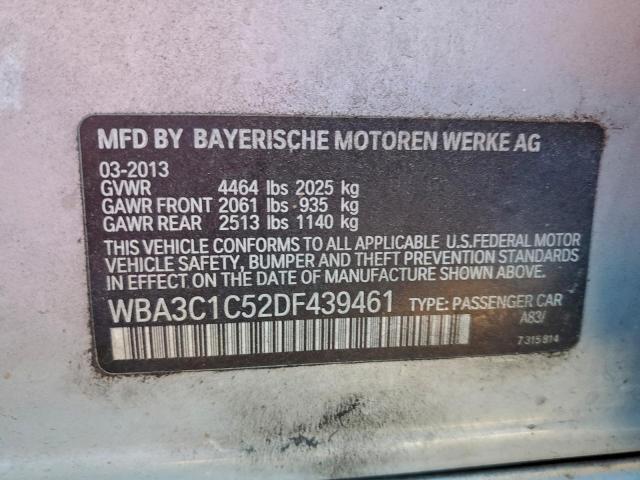 MFD BY BAYERISCHE MOTOREN WERKE AG
03-2013
GVWR 4464 lbs 2025 kg
GAWR FRONT 2061 lbs 935 kg
GAWR REAR 2513 lbs 1140 kg
THIS VEHICLE CONFORMS TO ALL APPLICABLE U.S.FEDERAL MOTOR
VEHICLE SAFETY, BUMPER AND THEFT PREVENTION STANDARDS
IN EFFECT ON THE DATE OF MANUFACTURE SHOWN ABOVE.
WBA3C1C52DF439461 TYPE: PASSENGER CAR
A83/
7 315 814